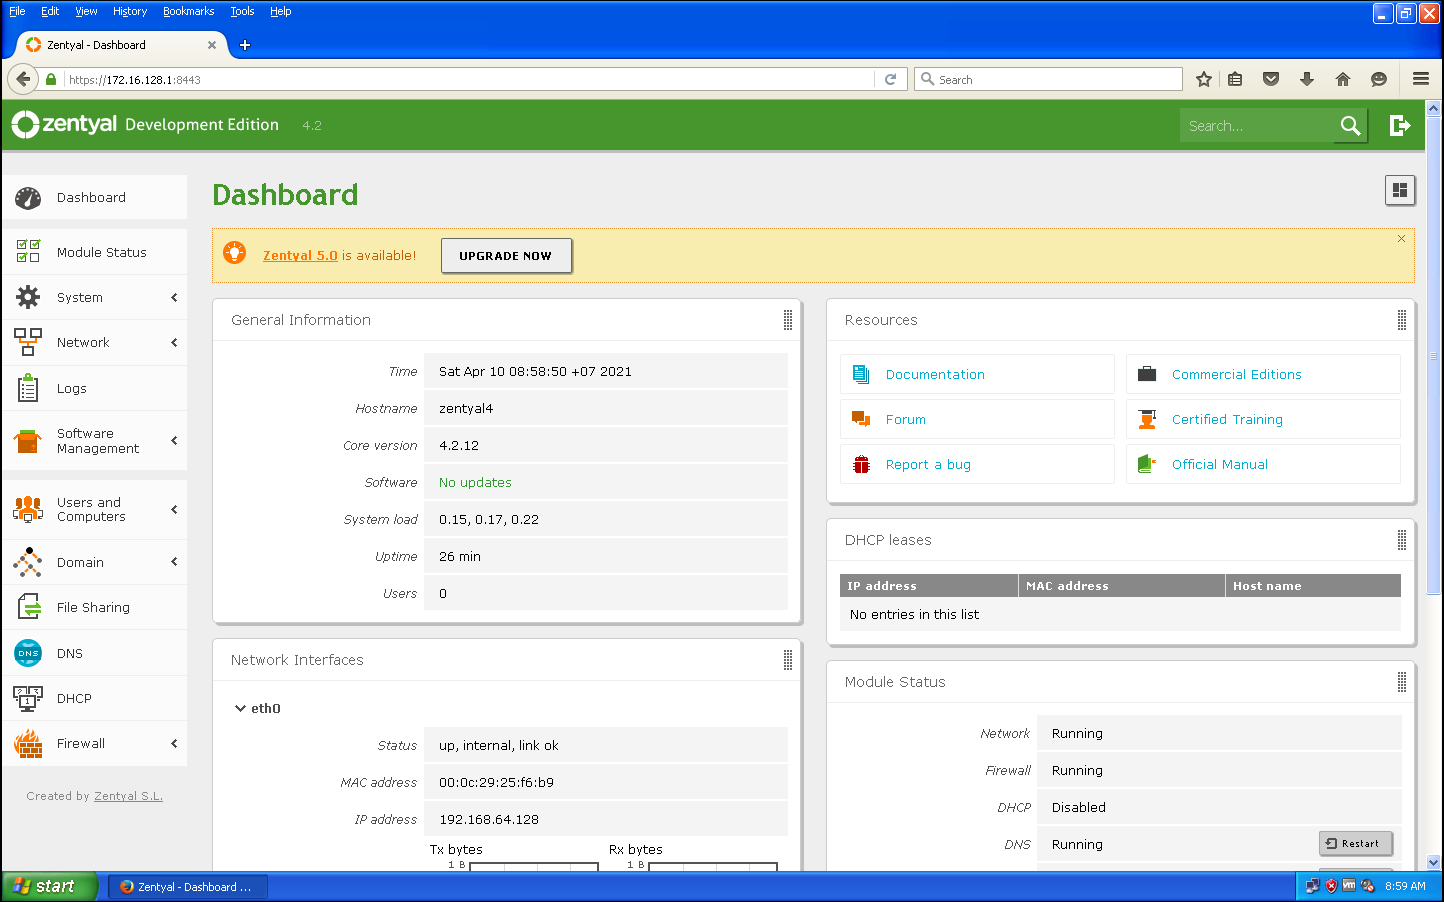 File Edit View History Bookmarks Tools Help
Zentyal - Dashboard
https://172.16.128.1:8443
Search
zentyal Development Edition 4.2
Search...
Dashboard
Module Status
System
Network
Logs
Software
Management
Users and
Computers
Domain
File Sharing
DNS
DNS
DHCP
Firewall
Created by Zentyal S.L.
Dashboard
Zentyal 5.0 is available!
UPGRADE NOW
General Information
Time Sat Apr 10 08:58:50 +07 2021
Hostname zentyal4
Core version 4.2.12
Software No updates
System load 0.15, 0.17, 0.22
Uptime 26 min
Users 0
Network Interfaces
eth0
Status up, internal, link ok
MAC address 00:0c:29:25:f6:b9
IP address 192.168.64.128
Tx bytes Rx bytes
1 B 1 B
Resources
Documentation Commercial Editions
Forum Certified Training
Report a bug Official Manual
DHCP leases
IP address MAC address Host name
No entries in this list
Module Status
Network Running
Firewall Running
DHCP Disabled
DNS Running Restart
start
Zentyal - Dashboard ...
vm
8:59 AM